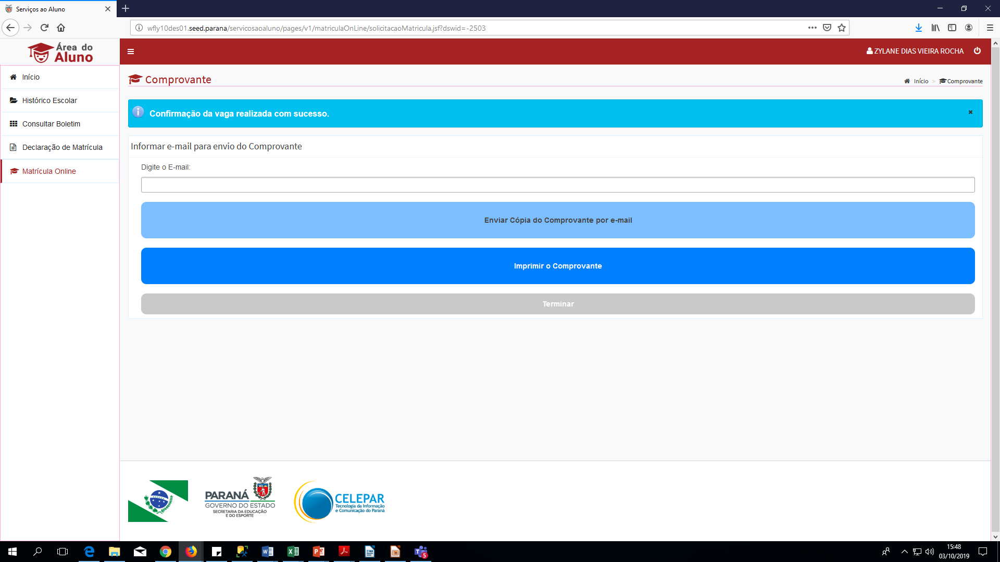 Serviços ao Aluno
wfly10des01.seed.parana/servicosaoaluno/pages/v1/matriculaOnLine/solicitacaoMatricula.jsf?dswid=-2503
Área do
Aluno
ZYLANE DIAS VIEIRA ROCHA
Início
Histórico Escolar
Consultar Boletim
Declaração de Matrícula
Matrícula Online
Comprovante
Início > Comprovante
Confirmação da vaga realizada com sucesso.
Informar e-mail para envio do Comprovante
Digite o E-mail:
Enviar Cópia do Comprovante por e-mail
Imprimir o Comprovante
Terminar
PARANÁ
GOVERNO DO ESTADO
SECRETARIA DA EDUCAÇÃO
E DO ESPORTE
CELEPAR
Tecnologia da Informação
e Comunicação do Paraná
15:48
03/10/2019